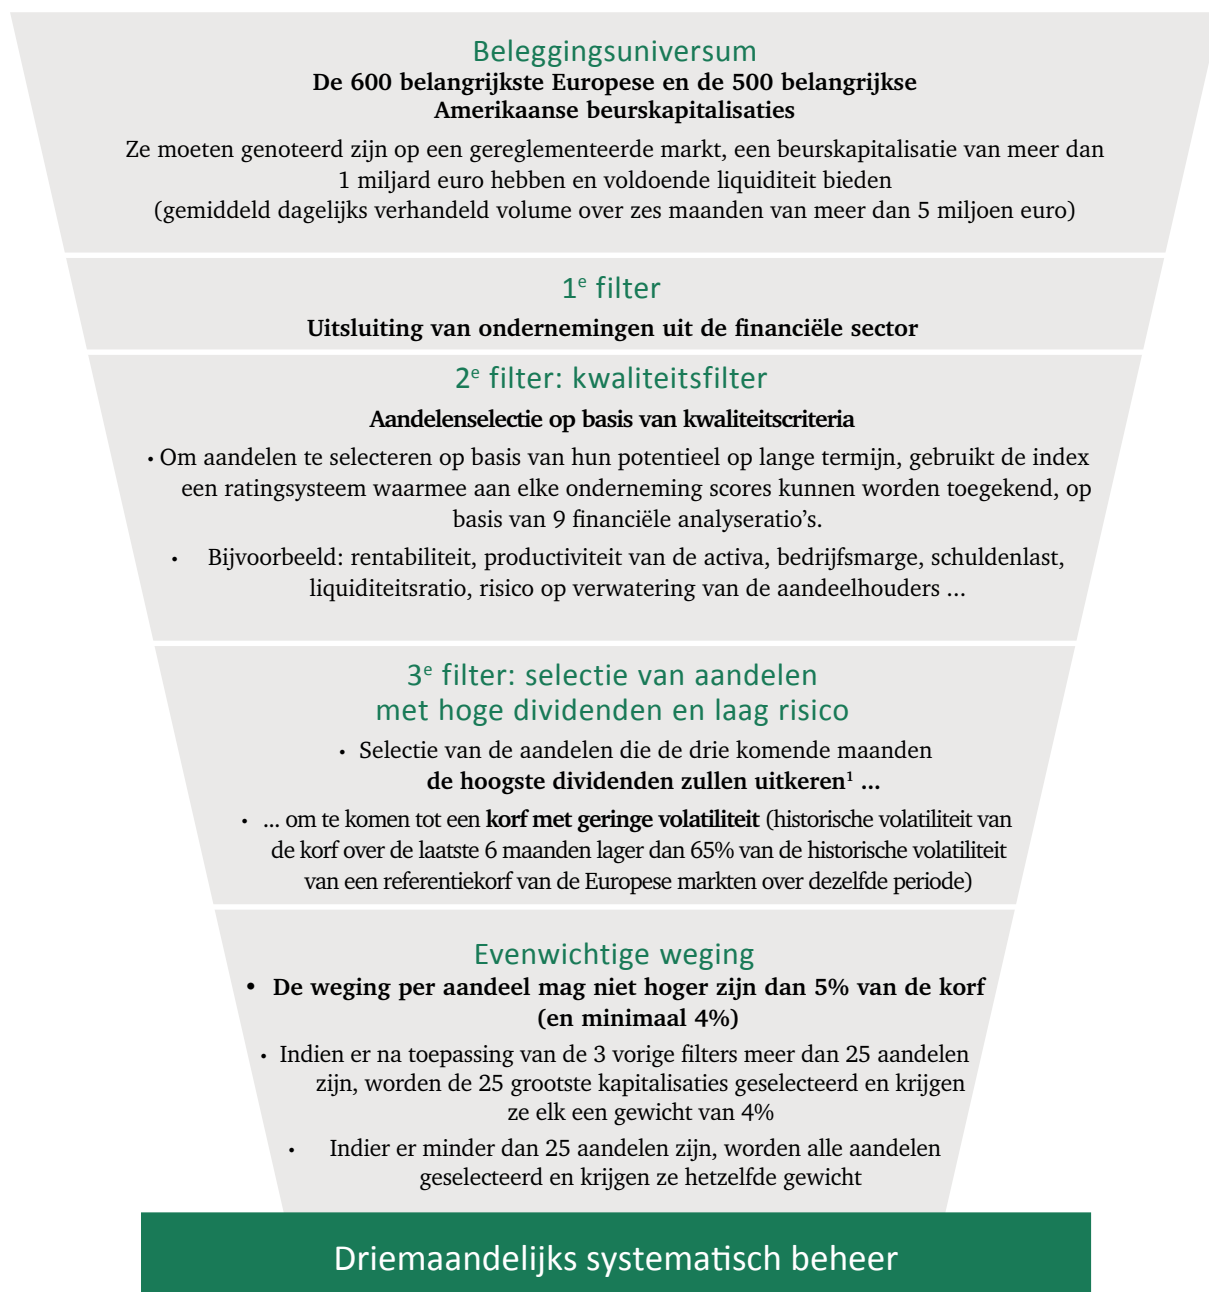 Beleggingsuniversum
De 600 belangrijkste Europese en de 500 belangrijkse
Amerikaanse beurskapitalisaties
Ze moeten genoteerd zijn op een gereglementeerde markt, een beurskapitalisatie van meer dan
1 miljard euro hebben en voldoende liquiditeit bieden
(gemiddeld dagelijks verhandeld volume over zes maanden van meer dan 5 miljoen euro)
1e filter
Uitsluiting van ondernemingen uit de financiële sector
2e filter: kwaliteitsfilter
Aandelenselectie op basis van kwaliteitscriteria
• Om aandelen te selecteren op basis van hun potentieel op lange termijn, gebruikt de index
een ratingsysteem waarmee aan elke onderneming scores kunnen worden toegekend, op
basis van 9 financiële analyseratio's.
• Bijvoorbeeld: rentabiliteit, productiviteit van de activa, bedrijfsmarge, schuldenlast,
liquiditeitsratio, risico op verwatering van de aandeelhouders ...
3e filter: selectie van aandelen
met hoge dividenden en laag risico
• Selectie van de aandelen die de drie komende maanden
de hoogste dividenden zullen uitkeren¹ ...
• ... om te komen tot een korf met geringe volatiliteit (historische volatiliteit van
de korf over de laatste 6 maanden lager dan 65% van de historische volatiliteit
van een referentiekorf van de Europese markten over dezelfde periode)
Evenwichtige weging
• De weging per aandeel mag niet hoger zijn dan 5% van de korf
(en minimaal 4%)
• Indien er na toepassing van de 3 vorige filters meer dan 25 aandelen
zijn, worden de 25 grootste kapitalisaties geselecteerd en krijgen
ze elk een gewicht van 4%
• Indier er minder dan 25 aandelen zijn, worden alle aandelen
geselecteerd en krijgen ze hetzelfde gewicht
Driemaandelijks systematisch beheer